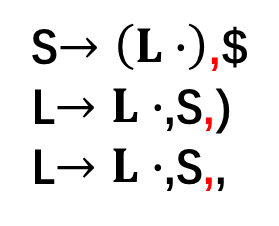 S→ (L ·),$
L→ L ·,S,)
L→ L ·,S,,